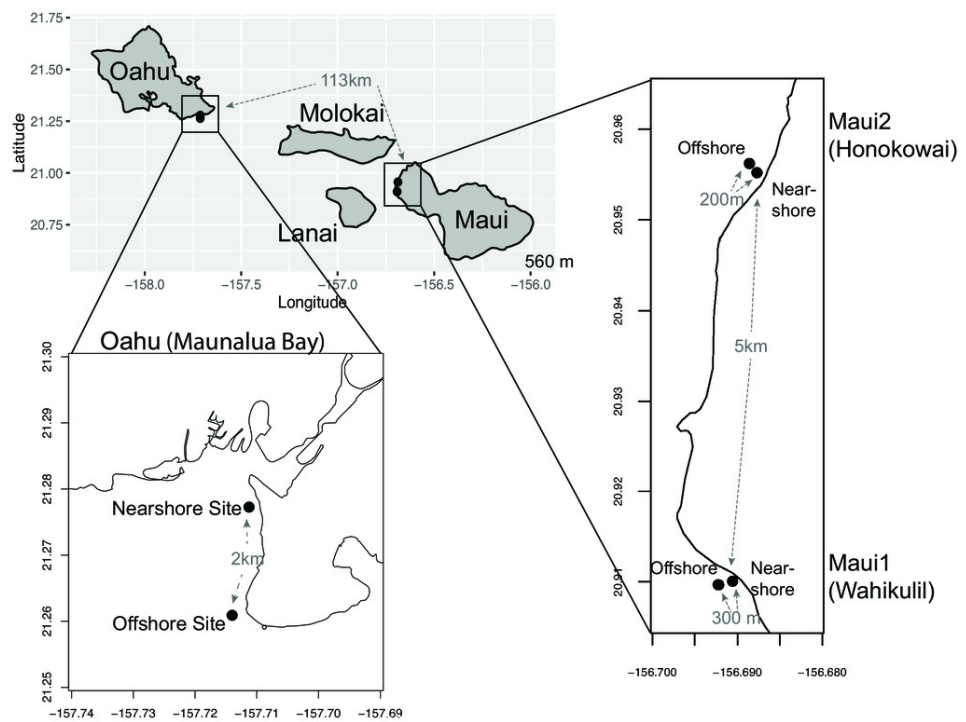 21.75
21.50
21.25
21.00
20.75
Latitude
Oahu
113km
Molokai
Lanai
Maui
560 m
−158.0
−157.5
−157.0
−156.5
−156.0
Longitude
Oahu (Maunalua Bay)
21.30
21.29
21.28
21.27
21.26
21.25
Nearshore Site
2km
Offshore Site
−157.74
−157.73
−157.72
−157.71
−157.70
−157.69
20.96
20.95
20.94
20.93
20.92
20.91
Offshore
200m
Near-
shore
5km
Offshore
Near-
shore
300 m
−156.700
−156.690
−156.680
Maui2
(Honokowai)
Maui1
(Wahikulil)